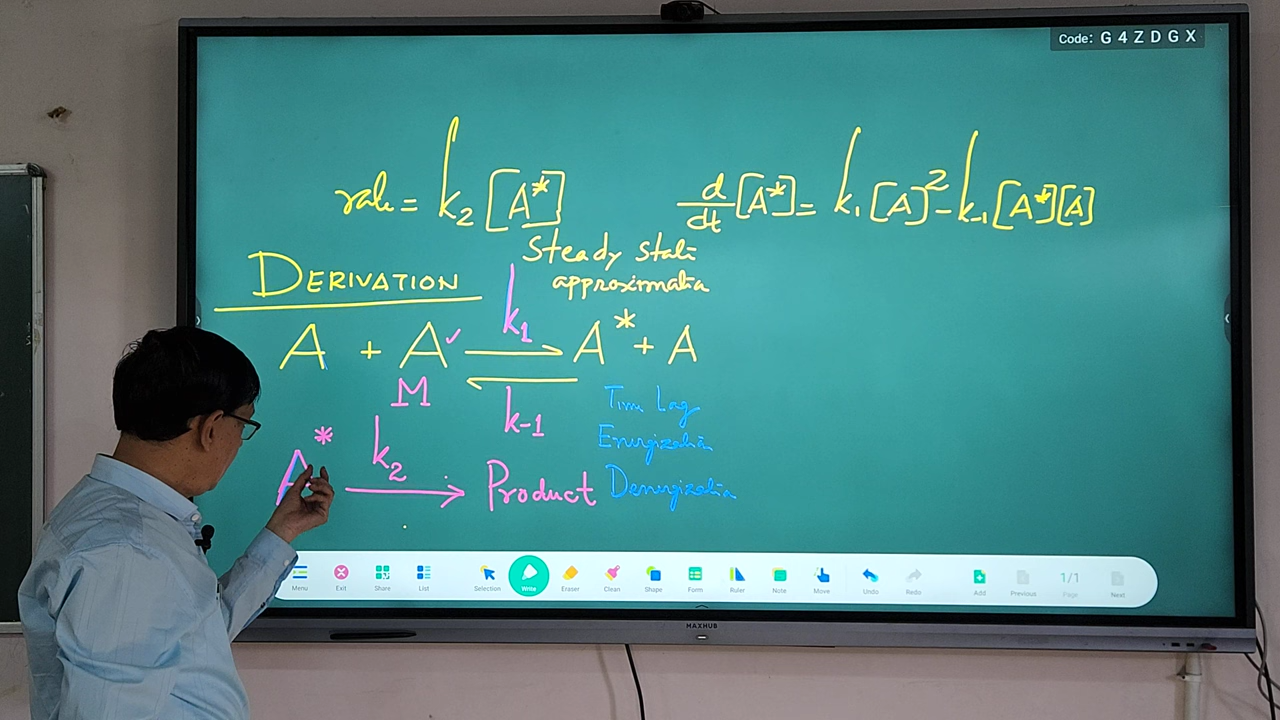 Code: G4ZDGX
rate = k₂ [A*]
d/dt [A*] = k₁ [A]² - k₋₁ [A*][A]
Steady state
approximation
DERIVATION
A + A ✓ ⇌ A* + A
k₁
M
k-1
Time Lag
Energization
A* k₂ → Product
Denergization
Menu Exit Share List Selection Write Eraser Clean Shape Form Ruler Note Move Undo Redo Add Previous 1/1 Page Next
MAXHUB